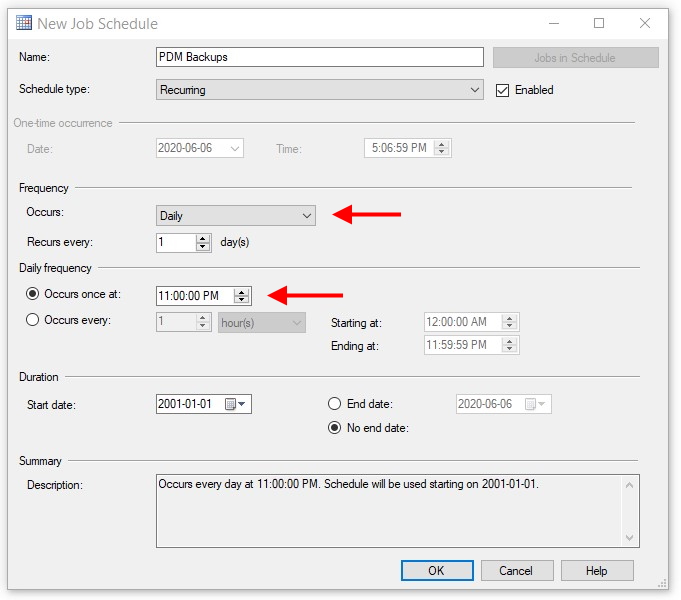 New Job Schedule
Name: PDM Backups Jobs in Schedule
Schedule type: Recurring Enabled
One-time occurrence
Date: 2020-06-06 Time: 5:06:59 PM
Frequency
Occurs: Daily
Recurs every: 1 day(s)
Daily frequency
Occurs once at: 11:00:00 PM
Occurs every: 1 hour(s) Starting at: 12:00:00 AM
Ending at: 11:59:59 PM
Duration
Start date: 2001-01-01 End date: 2020-06-06
No end date:
Summary
Description: Occurs every day at 11:00:00 PM. Schedule will be used starting on 2001-01-01.
OK Cancel Help